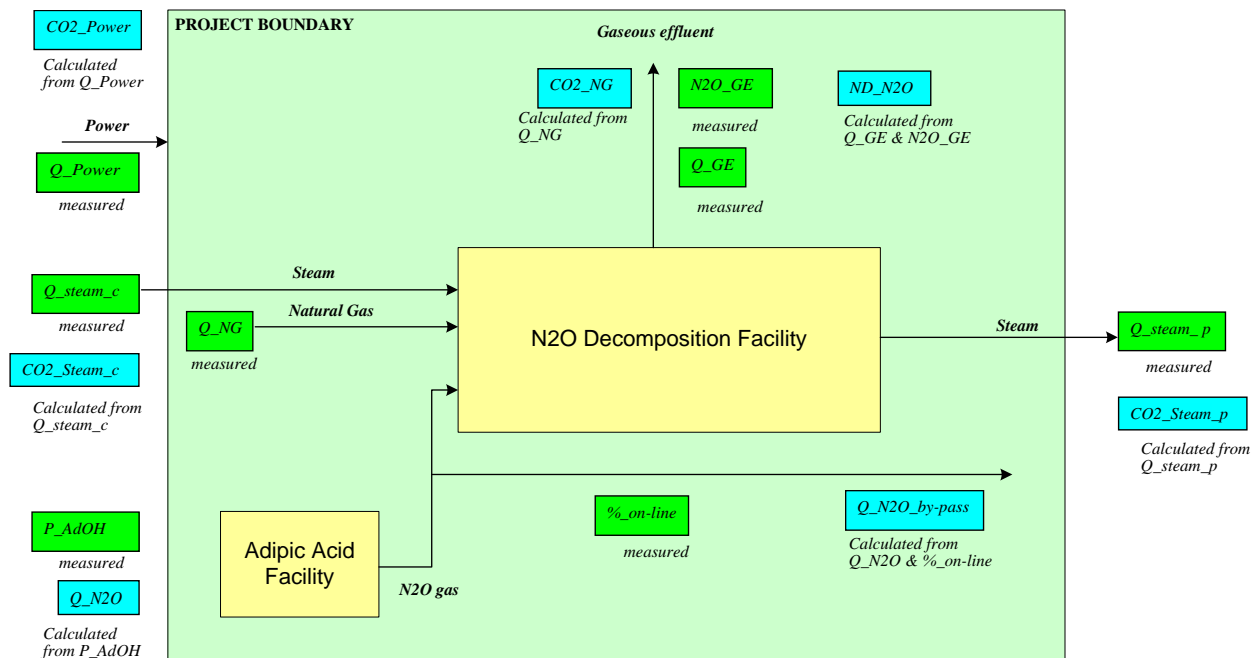 CO2_Power
Calculated
from Q_Power
Power
Q_Power
measured
PROJECT BOUNDARY
Gaseous effluent
CO2_NG
Calculated from
Q_NG
N2O_GE
measured
Q_GE
measured
ND_N2O
Calculated from
Q_GE & N2O_GE
Q_steam_c
measured
CO2_Steam_c
Calculated from
Q_steam_c
Steam
Natural Gas
Q_NG
measured
N2O Decomposition Facility
Steam
Q_steam_ p
measured
CO2_Steam_p
Calculated from
Q_steam_p
P_AdOH
measured
Q_N2O
Calculated
from P_AdOH
Adipic Acid
Facility
N2O gas
%_on-line
measured
Q_N2O_by-pass
Calculated from
Q_N2O & %_on-line